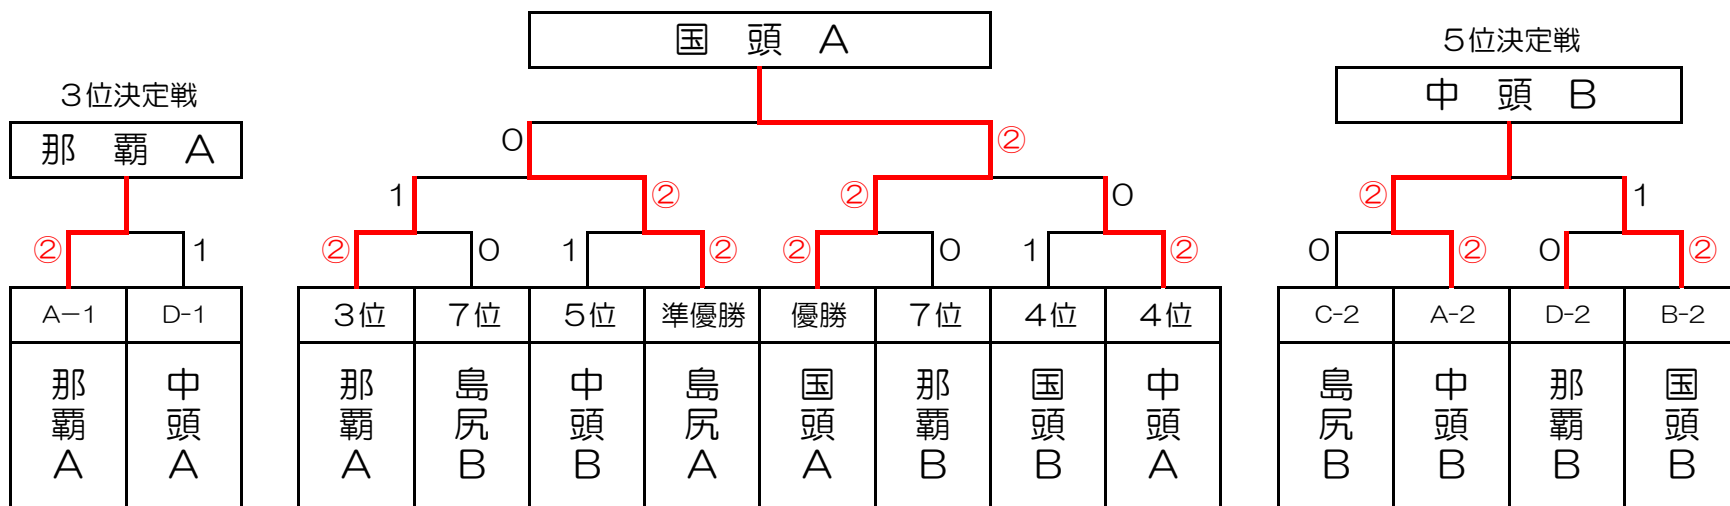 国 頭 A
5位決定戦
3位決定戦
中 頭 B
那 覇 A
0 ②
1 ② ② 0 ② 1
② 1 ② 0 1 ② ② 0 1 ② 0 ② 0 ②
A－1 D-1 3位 7位 5位 準優勝 優勝 7位 4位 4位 C-2 A-2 D-2 B-2
那覇A 中頭A 那覇A 島尻B 中頭B 島尻A 国頭A 那覇B 国頭B 中頭A 島尻B 中頭B 那覇B 国頭B